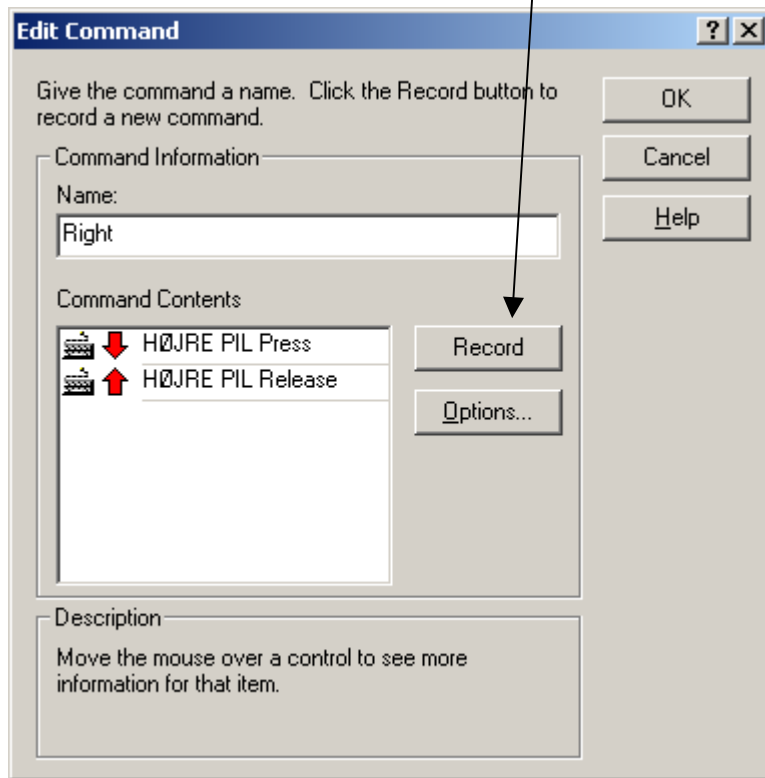 Edit Command
Give the command a name.  Click the Record button to
record a new command.
OK
Cancel
Help
Command Information
Name:
Right
Command Contents
HØJRE PIL Press
HØJRE PIL Release
Record
Options...
Description
Move the mouse over a control to see more
information for that item.